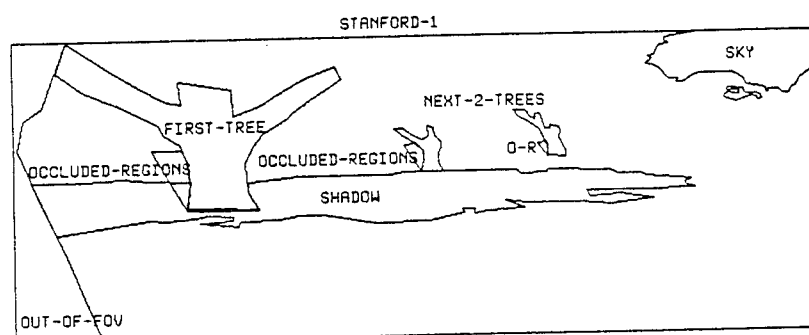 STANFORD-1
SKY
NEXT-2-TREES
FIRST-TREE
O-R
OCCLUDED-REGIONS
OCCLUDED-REGIONS
SHADOW
OUT-OF-FOV